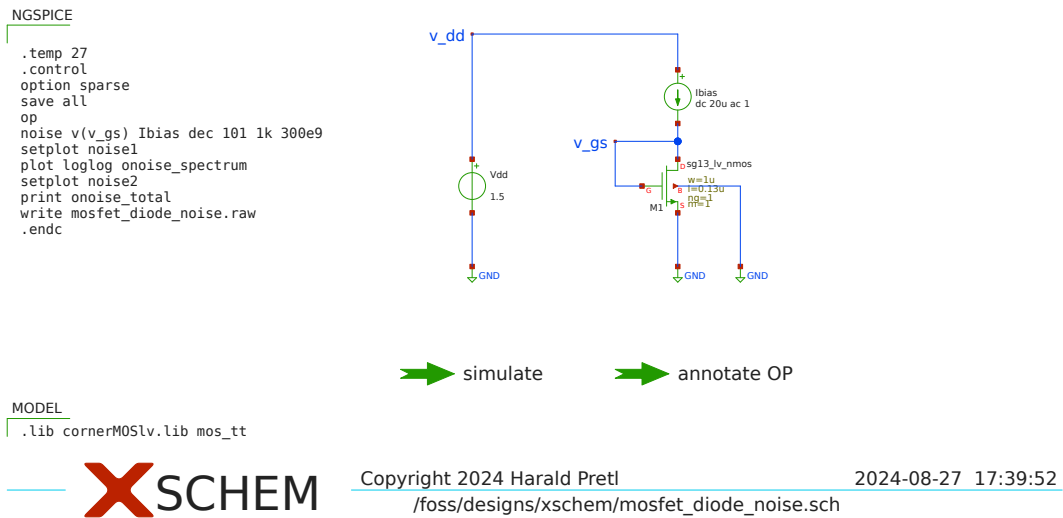 NGSPICE
.temp 27
.control
option sparse
save all
op
noise v(v_gs) Ibias dec 101 1k 300e9
setplot noise1
plot loglog onoise_spectrum
setplot noise2
print onoise_total
write mosfet_diode_noise.raw
.endc
v_dd
+
Ibias
dc 20u ac 1
v_gs
+
Vdd
1.5
D
sg13_lv_nmos
w=1u
l=0.13u
ng=1
m=1
G
B
S
M1
GND
GND
GND
simulate
annotate OP
MODEL
.lib cornerMOSlv.lib mos_tt
XSCHEM
Copyright 2024 Harald Pretl
2024-08-27 17:39:52
/foss/designs/xschem/mosfet_diode_noise.sch